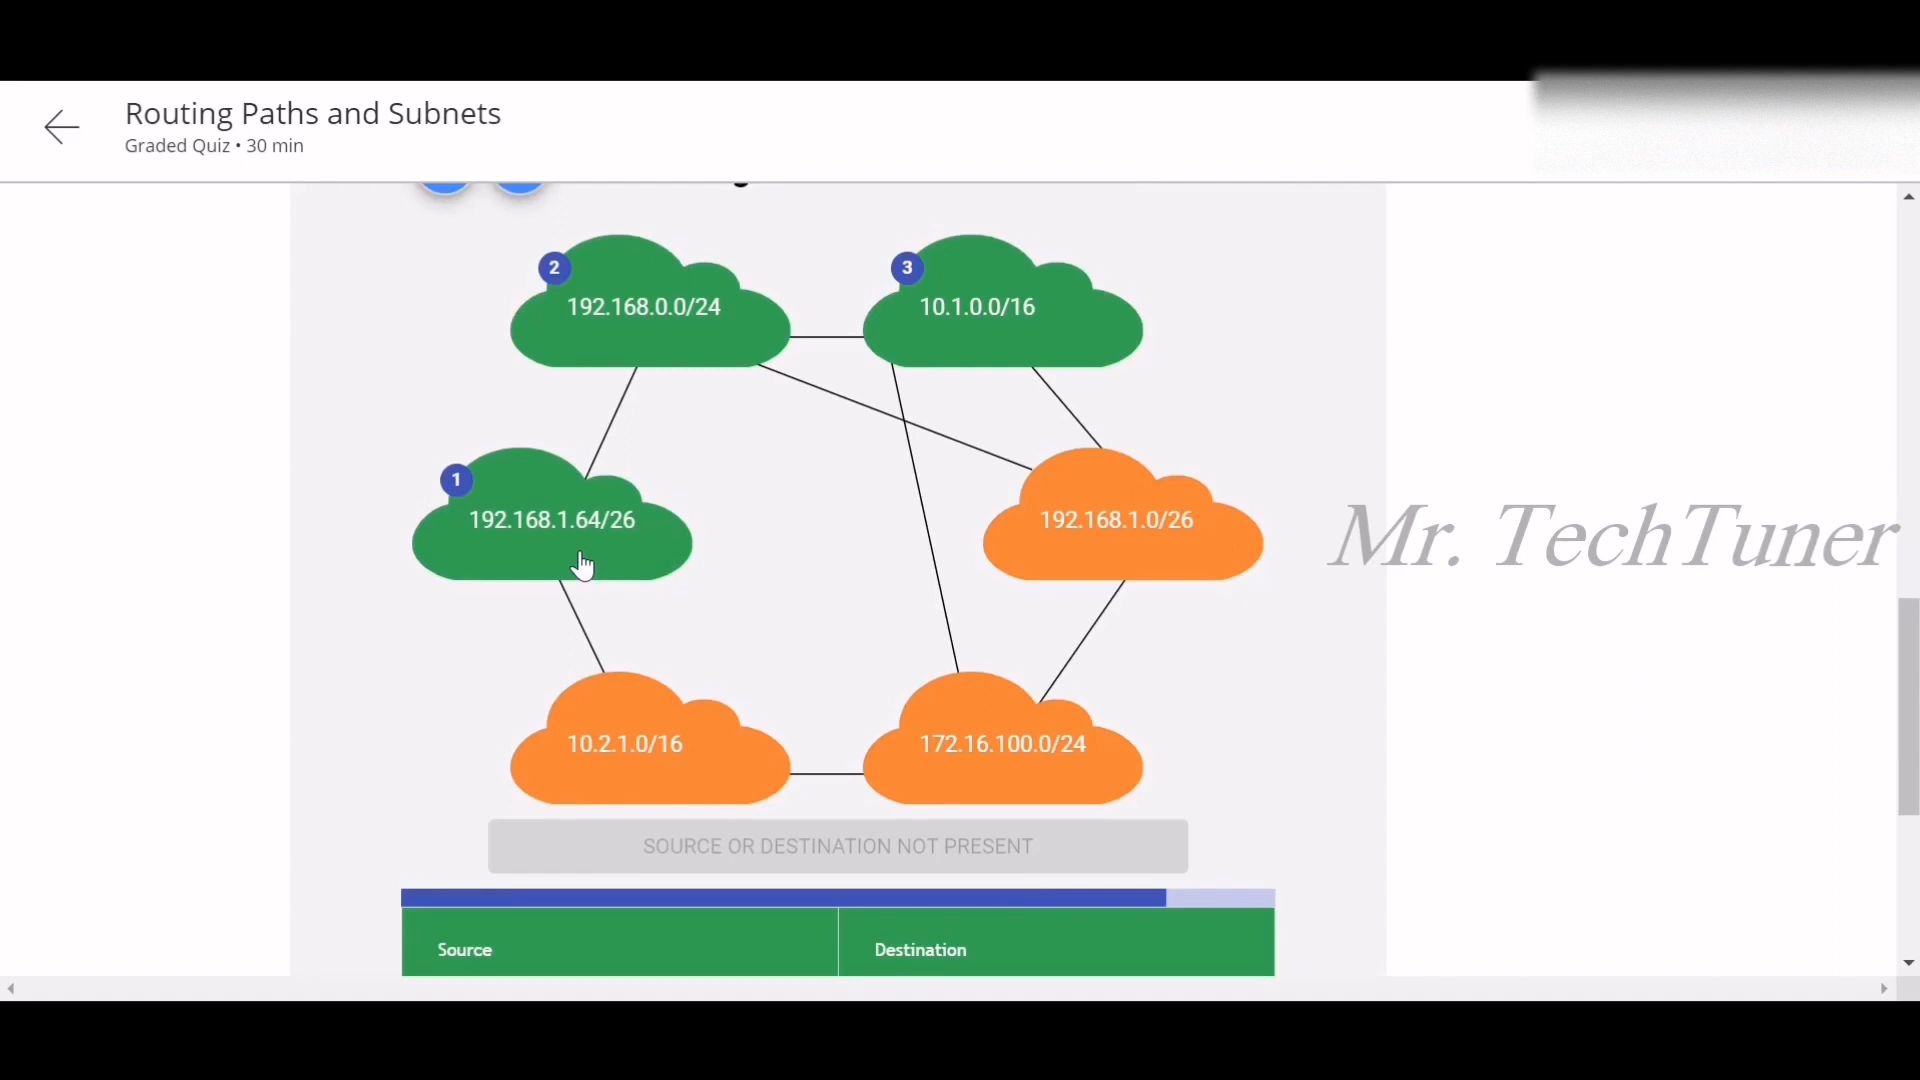 Routing Paths and Subnets
Graded Quiz • 30 min
2
192.168.0.0/24
3
10.1.0.0/16
1
192.168.1.64/26
192.168.1.0/26
Mr. TechTuner
10.2.1.0/16
172.16.100.0/24
SOURCE OR DESTINATION NOT PRESENT
Source
Destination